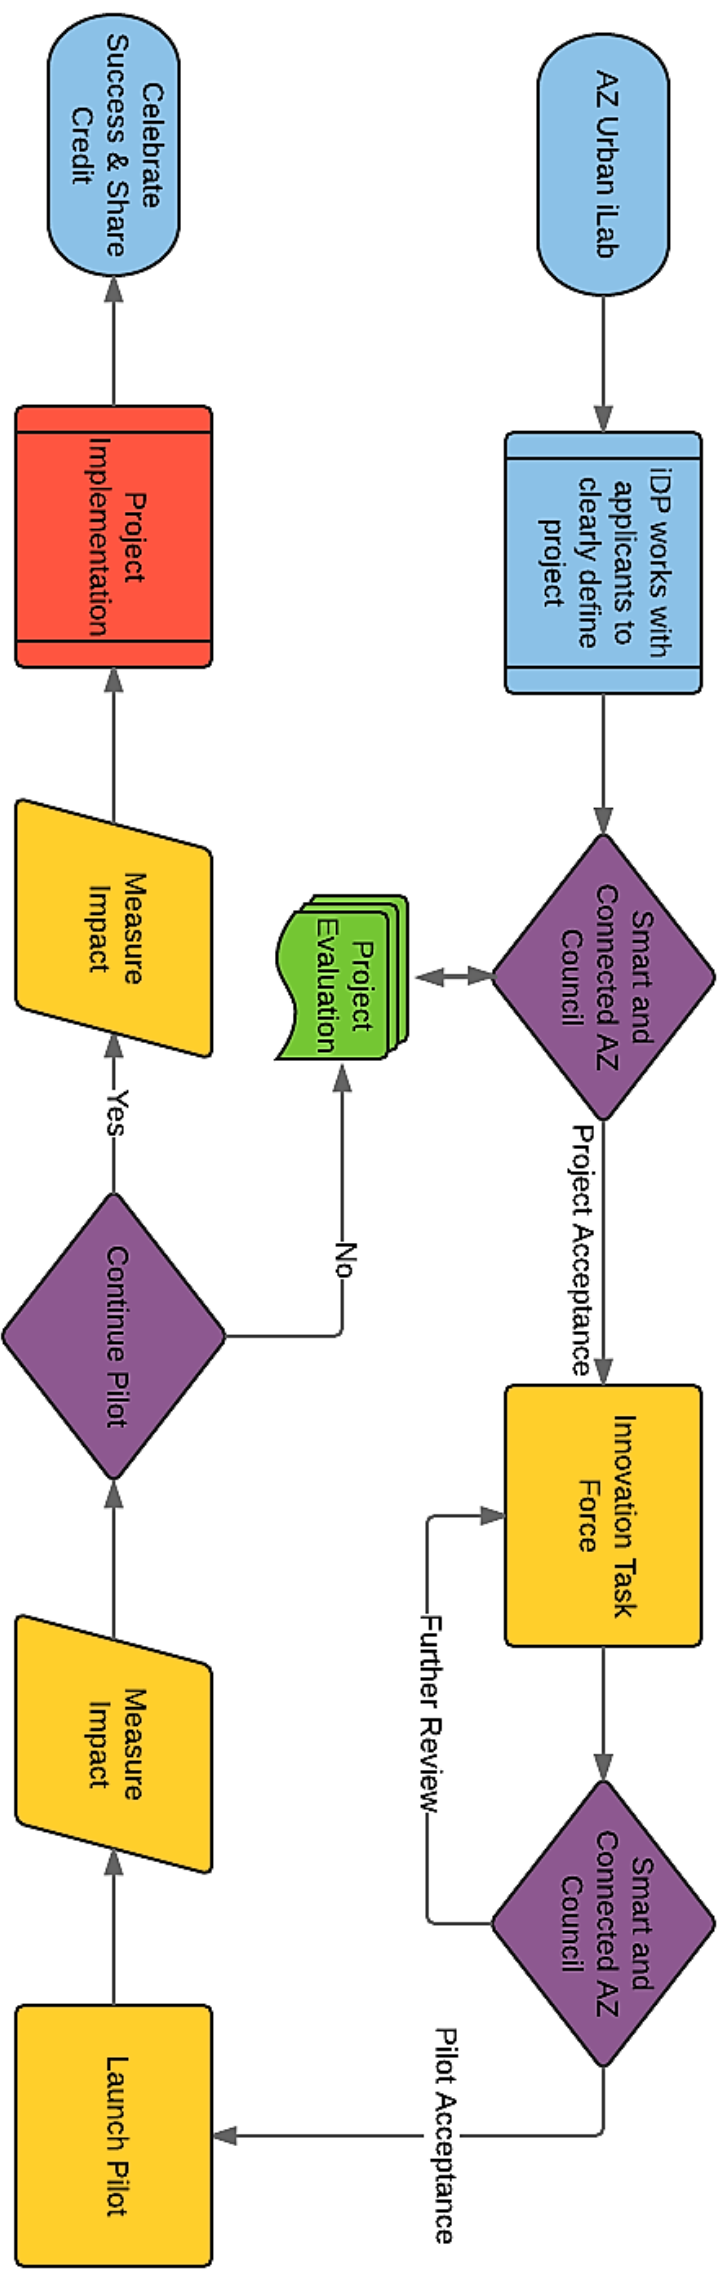 AZ Urban iLab
iDP works with
applicants to
clearly define
project
Smart and
Connected AZ
Council
Project Acceptance
Innovation Task
Force
Smart and
Connected AZ
Council
Further Review
Pilot Acceptance
Project
Evaluation
No
Celebrate
Success & Share
Credit
Project
Implementation
Measure
Impact
Yes
Continue Pilot
Measure
Impact
Launch Pilot